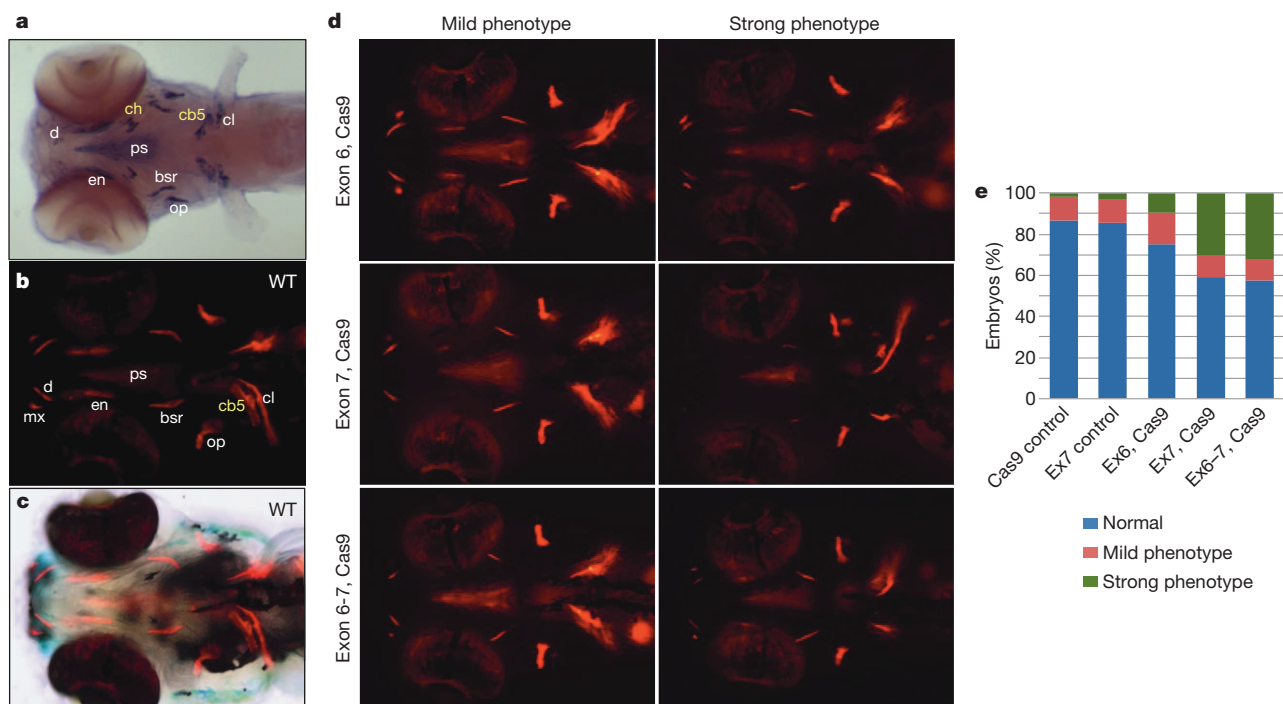 a
ch
cb5
cl
d
ps
en
bsr
op
b
WT
d
ps
mx
en
bsr
cb5
cl
op
c
WT
d
Mild phenotype
Strong phenotype
Exon 6, Cas9
Exon 7, Cas9
Exon 6-7, Cas9
e
Embryos (%)
100
80
60
40
20
0
Cas9 control
Ex7 control
Ex6, Cas9
Ex7, Cas9
Ex6–7, Cas9
Normal
Mild phenotype
Strong phenotype